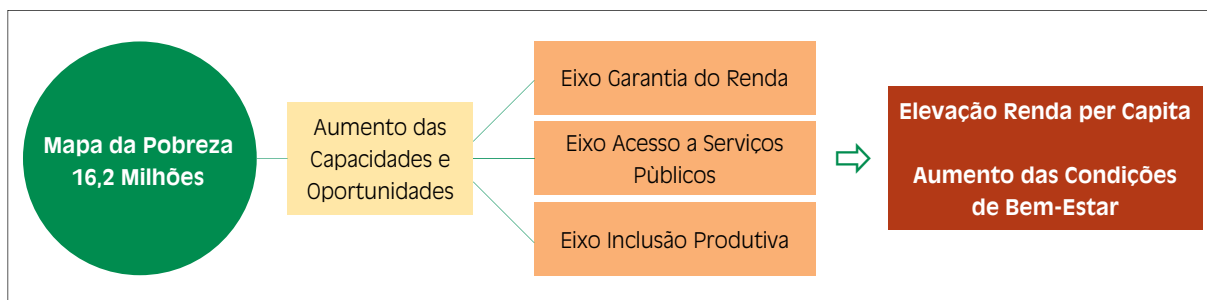 Mapa da Pobreza
16,2 Milhões
Aumento das
Capacidades e
Oportunidades
Eixo Garantia do Renda
Eixo Acesso a Serviços
Pùblicos
Eixo Inclusão Produtiva
Elevação Renda per Capita
Aumento das Condições
de Bem-Estar